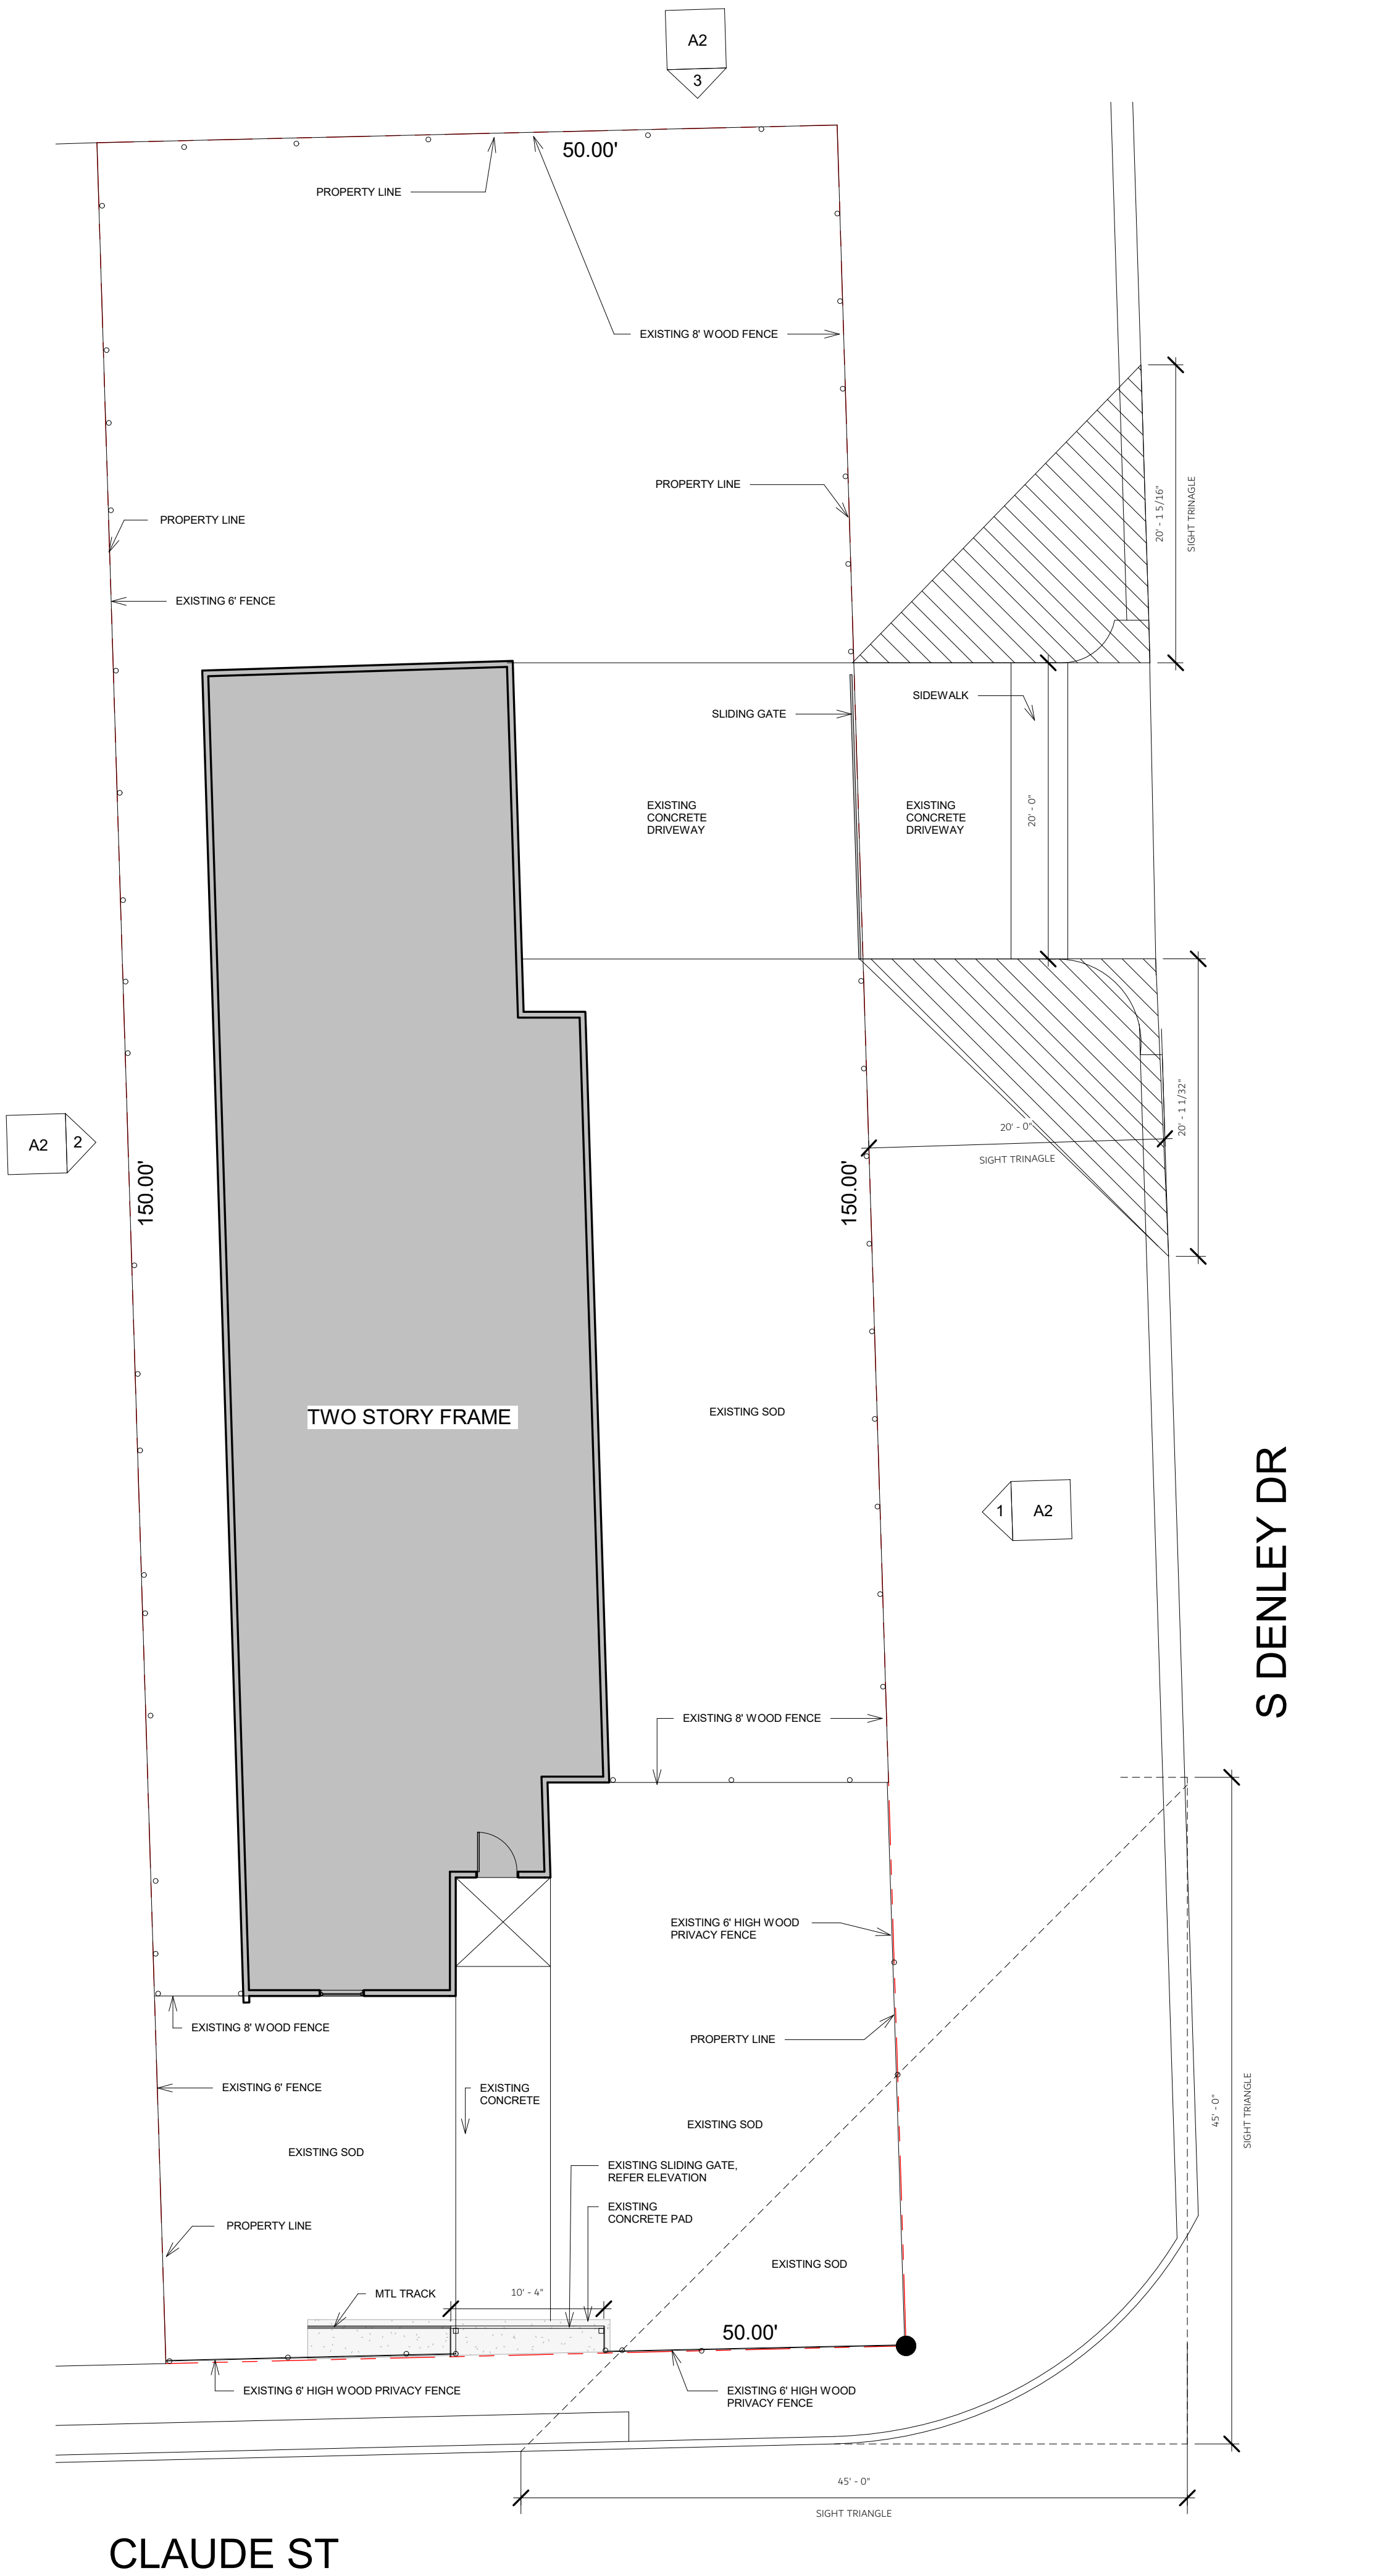 A2
3
50.00'
PROPERTY LINE
EXISTING 8' WOOD FENCE
PROPERTY LINE
20' - 1 5/16"
SIGHT TRINAGLE
PROPERTY LINE
EXISTING 6' FENCE
SIDEWALK
SLIDING GATE
EXISTING
CONCRETE
DRIVEWAY
EXISTING
CONCRETE
DRIVEWAY
20' - 0"
20' - 1 1/32"
20' - 0"
SIGHT TRINAGLE
A2
2
150.00'
150.00'
TWO STORY FRAME
EXISTING SOD
1
A2
S DENLEY DR
EXISTING 8' WOOD FENCE
EXISTING 6' HIGH WOOD
PRIVACY FENCE
EXISTING 8' WOOD FENCE
PROPERTY LINE
EXISTING 6' FENCE
EXISTING
CONCRETE
EXISTING SOD
45' - 0"
SIGHT TRIANGLE
EXISTING SOD
EXISTING SLIDING GATE,
REFER ELEVATION
EXISTING
CONCRETE PAD
PROPERTY LINE
EXISTING SOD
MTL TRACK
10' - 4"
50.00'
EXISTING 6' HIGH WOOD PRIVACY FENCE
EXISTING 6' HIGH WOOD
PRIVACY FENCE
45' - 0"
SIGHT TRIANGLE
CLAUDE ST